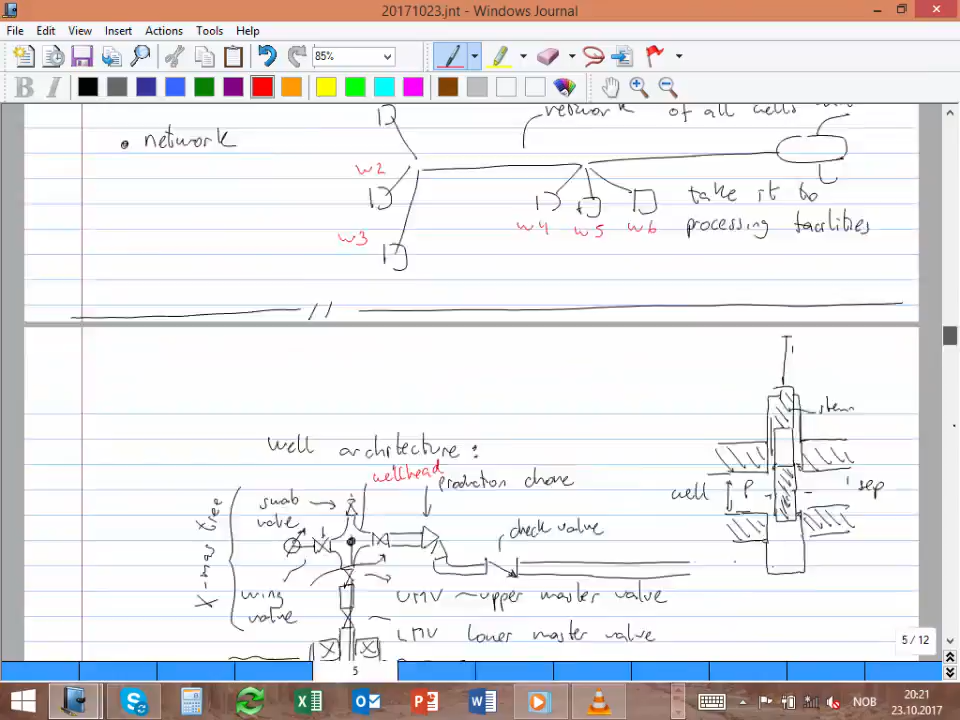 20171023.jnt - Windows Journal
File Edit View Insert Actions Tools Help
85%
B I
network of all wells
• network
w2
take it to
w4 w5 w6 processing facilities
w3
stem
well architecture :
wellhead
production choke
well P sep
swab
valve
check valve
X-mas tree
wing
valve
UMV ~ upper master valve
LMV lower master valve
5 / 12
5
NOB
20:21
23.10.2017